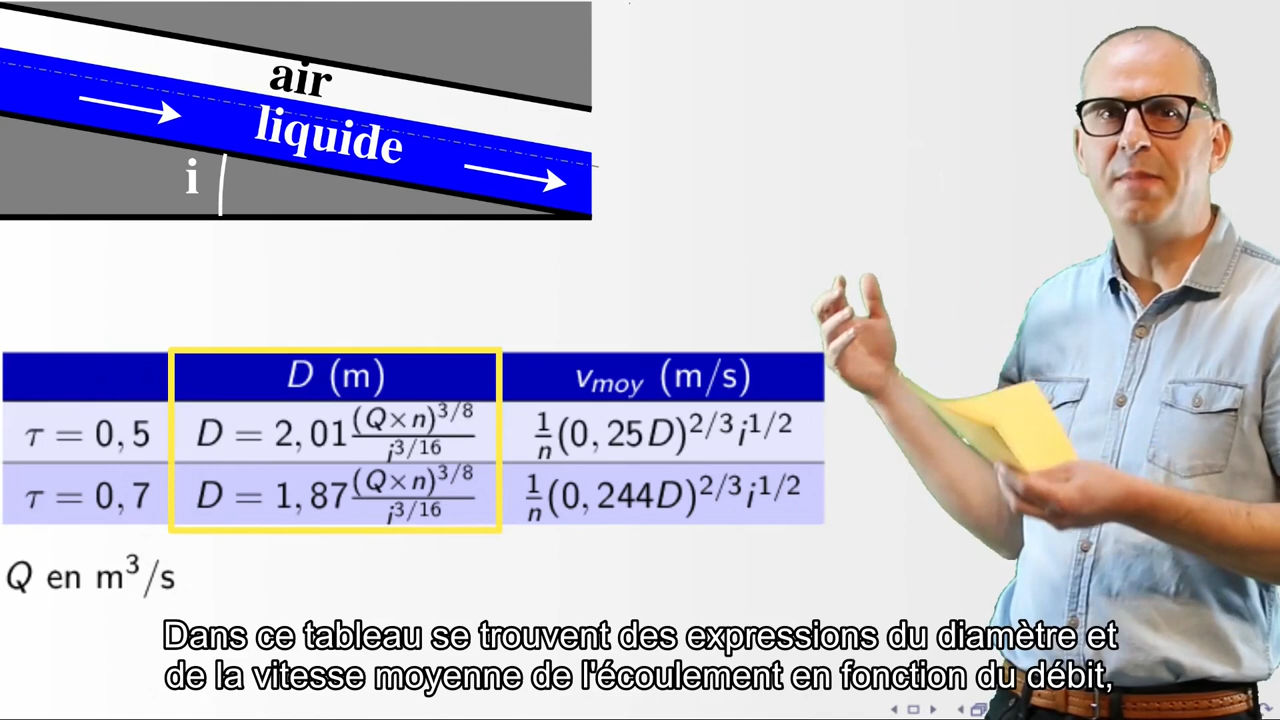 air
liquide
i
D (m) v_moy (m/s)
τ = 0,5 D = 2,01 (Q×n)^3/8 / i^3/16 1/n (0,25D)^2/3 i^1/2
τ = 0,7 D = 1,87 (Q×n)^3/8 / i^3/16 1/n (0,244D)^2/3 i^1/2
Q en m³/s
Dans ce tableau se trouvent des expressions du diamètre et
de la vitesse moyenne de l'écoulement en fonction du débit,